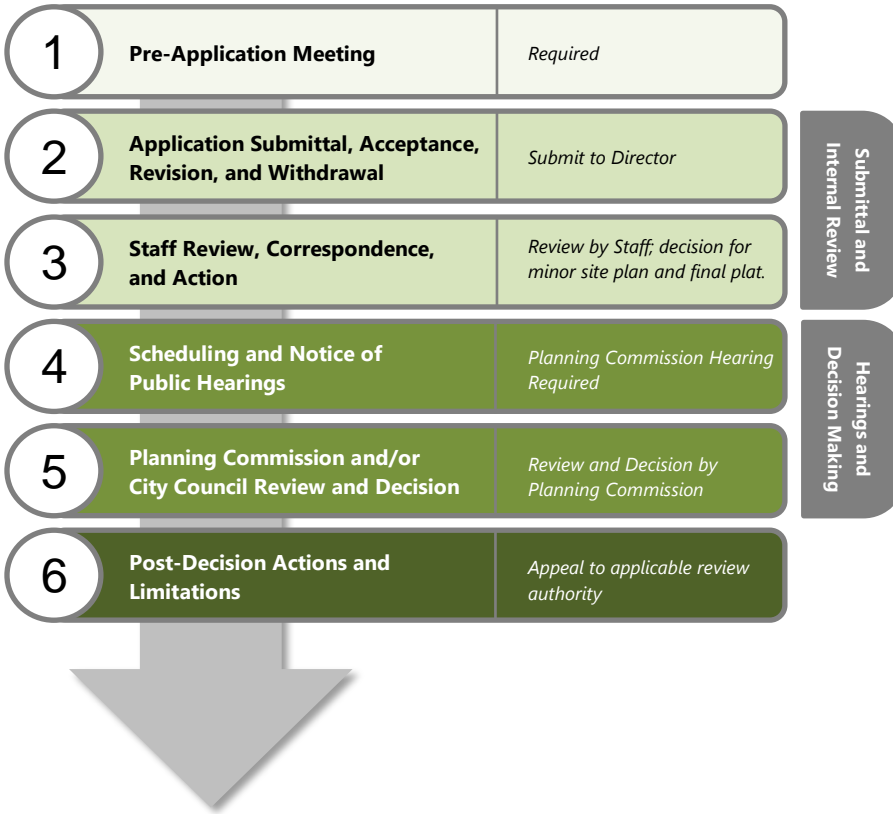 1
Pre-Application Meeting
Required
2
Application Submittal, Acceptance,
Revision, and Withdrawal
Submit to Director
3
Staff Review, Correspondence,
and Action
Review by Staff; decision for
minor site plan and final plat.
Submittal and
Internal Review
4
Scheduling and Notice of
Public Hearings
Planning Commission Hearing
Required
5
Planning Commission and/or
City Council Review and Decision
Review and Decision by
Planning Commission
Hearings and
Decision Making
6
Post-Decision Actions and
Limitations
Appeal to applicable review
authority